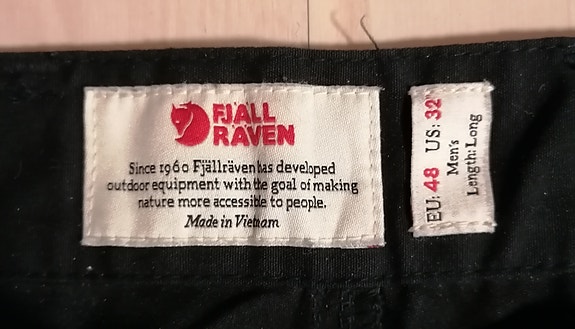 FJÄLL
RÄVEN
Since 1960 Fjällräven has developed
outdoor equipment with the goal of making
nature more accessible to people.
Made in Vietnam
EU: 48 US: 32"
Men's
Length: Long